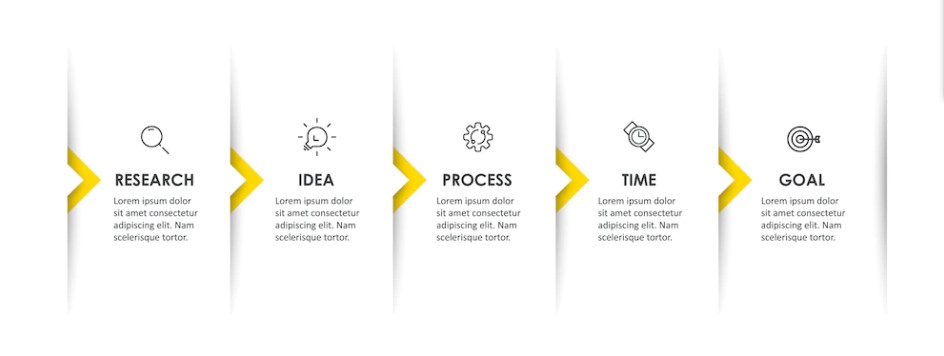 RESEARCH
Lorem ipsum dolor
sit amet consectetur
adipiscing elit. Nam
scelerisque tortor.
IDEA
Lorem ipsum dolor
sit amet consectetur
adipiscing elit. Nam
scelerisque tortor.
PROCESS
Lorem ipsum dolor
sit amet consectetur
adipiscing elit. Nam
scelerisque tortor.
TIME
Lorem ipsum dolor
sit amet consectetur
adipiscing elit. Nam
scelerisque tortor.
GOAL
Lorem ipsum dolor
sit amet consectetur
adipiscing elit. Nam
scelerisque tortor.